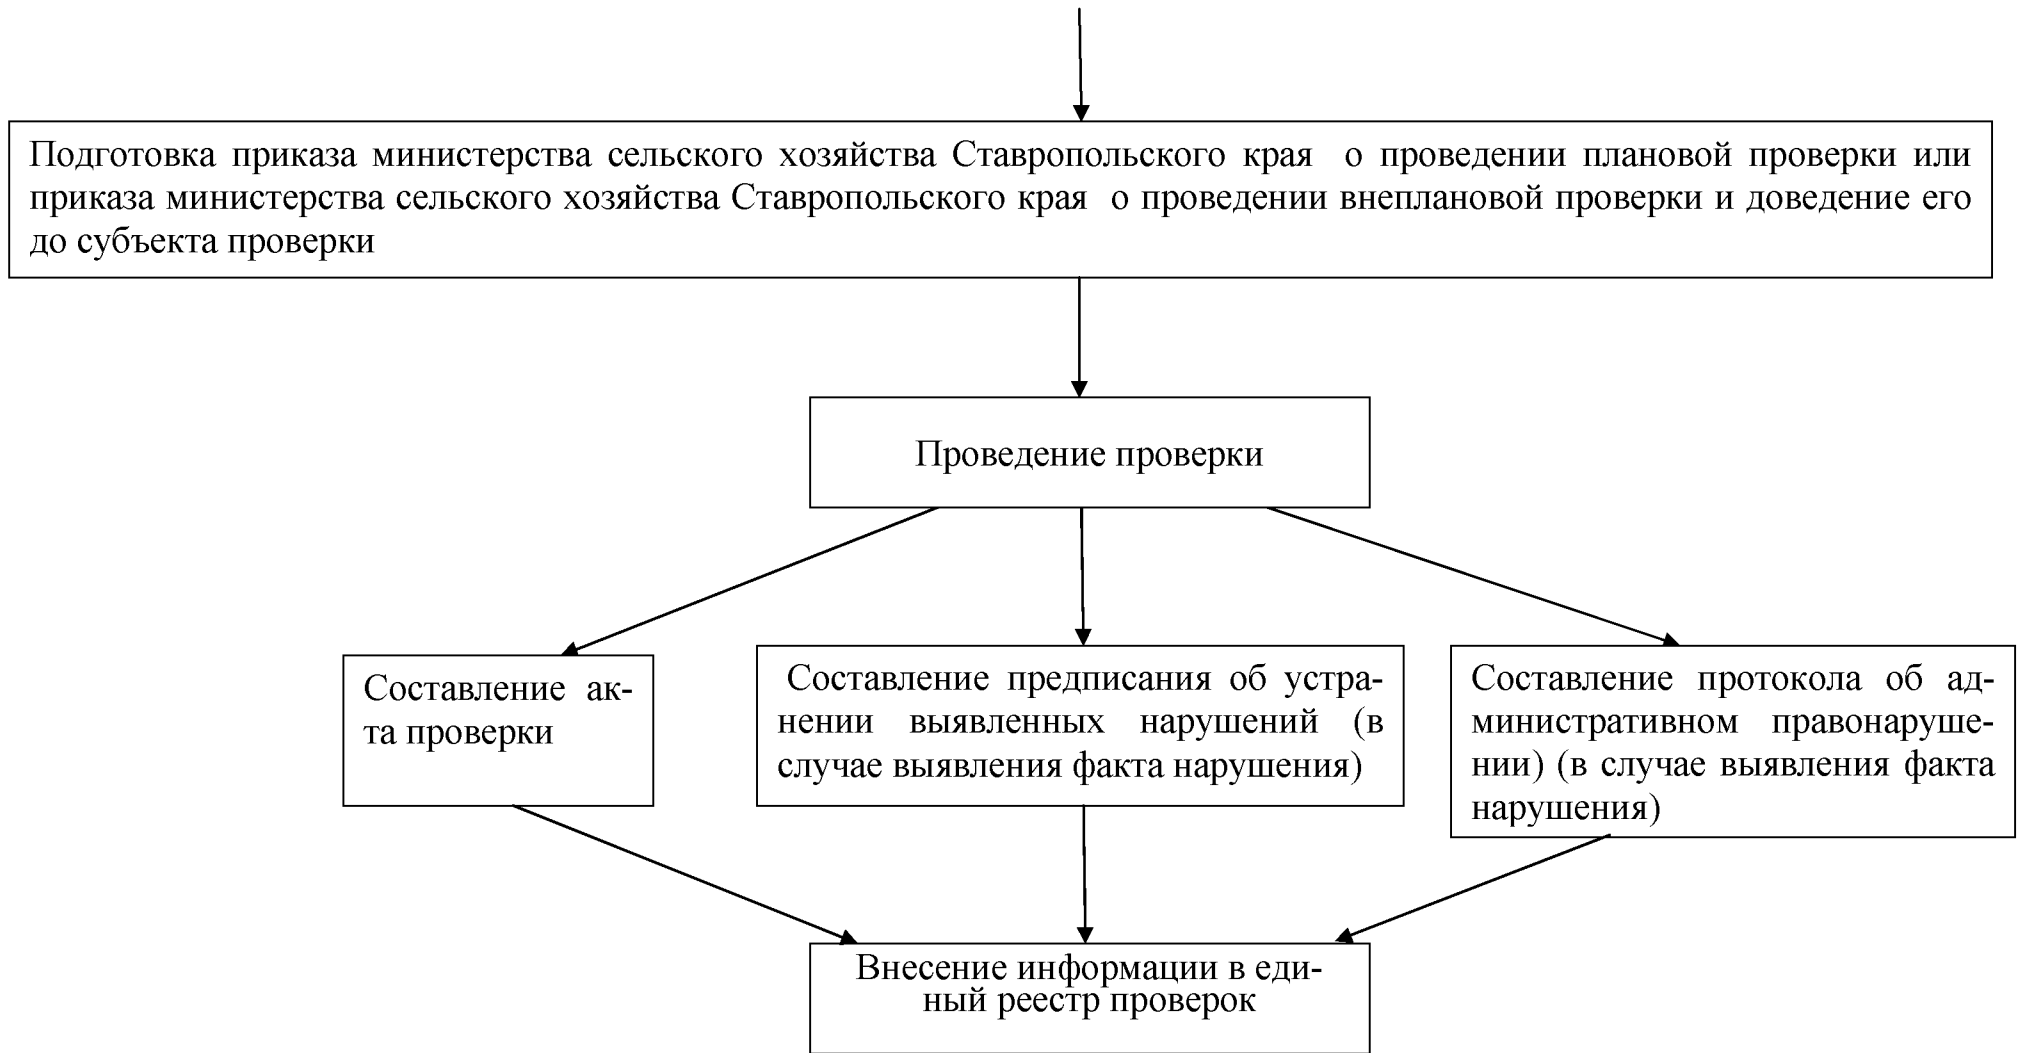 Подготовка приказа министерства сельского хозяйства Ставропольского края о проведении плановой проверки или
приказа министерства сельского хозяйства Ставропольского края о проведении внеплановой проверки и доведение его
до субъекта проверки
Проведение проверки
Составление ак-
та проверки
Составление предписания об устра-
нении выявленных нарушений (в
случае выявления факта нарушения)
Составление протокола об ад-
министративном правонаруше-
нии) (в случае выявления факта
нарушения)
Внесение информации в еди-
ный реестр проверок